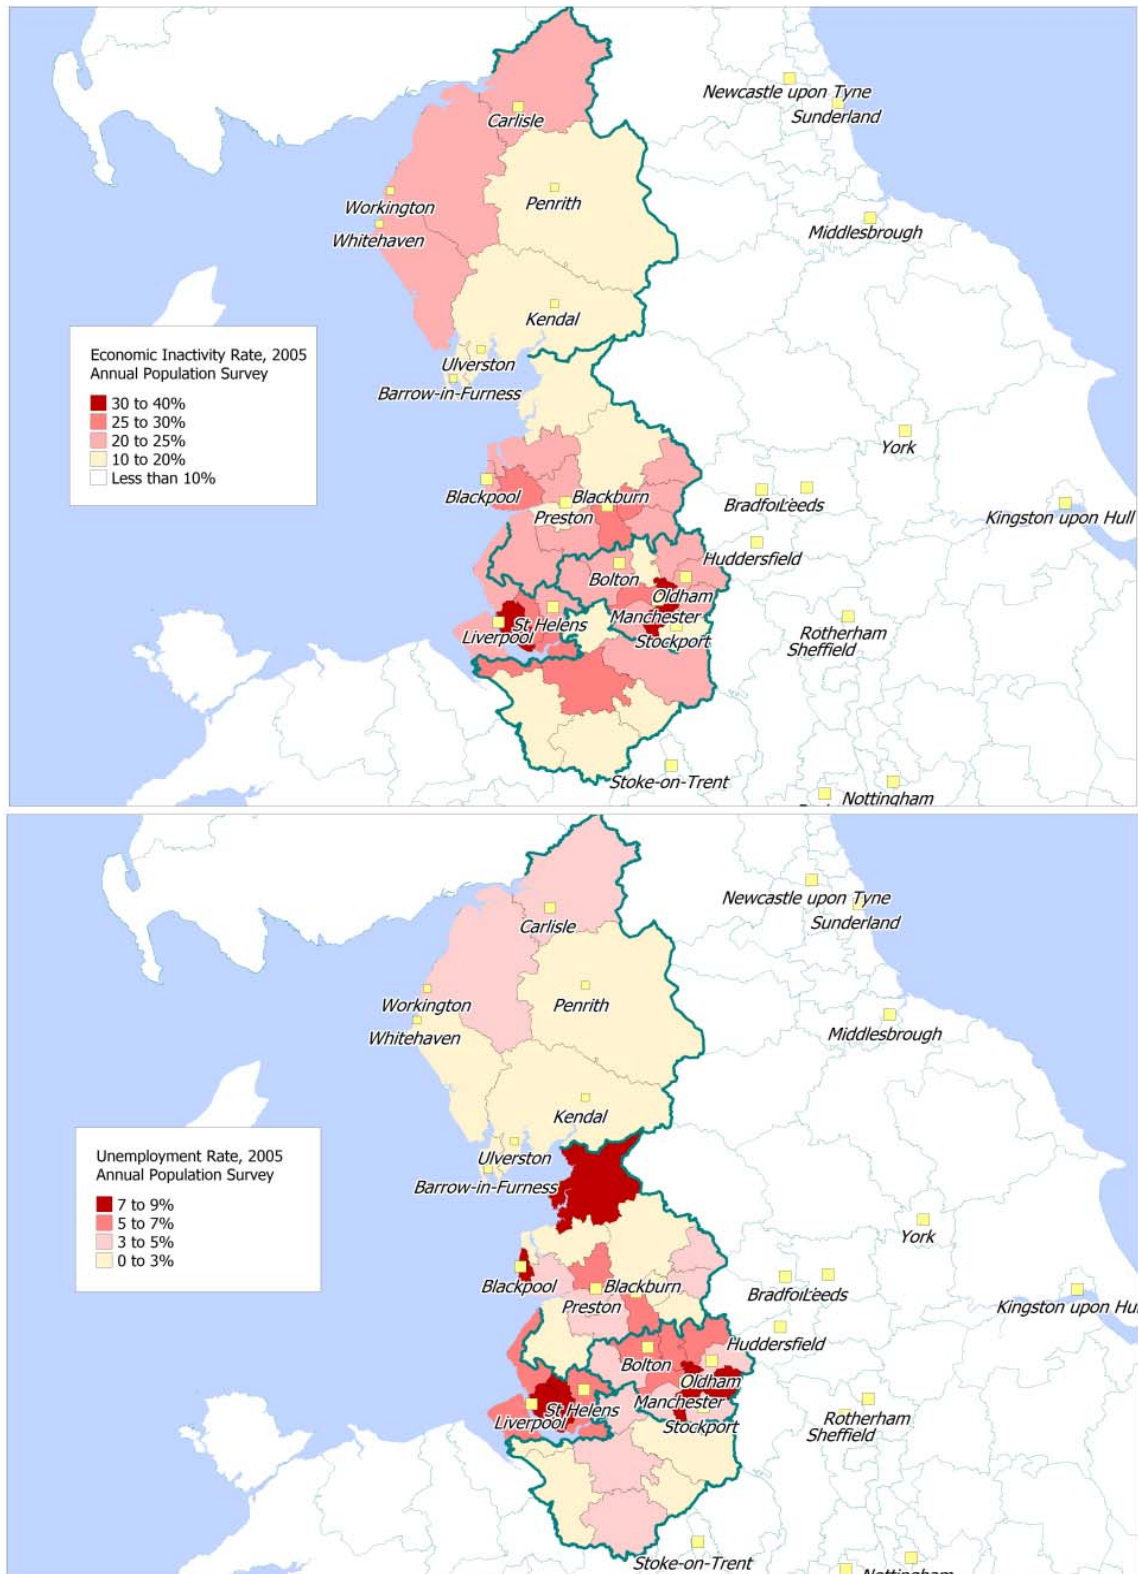 Newcastle upon Tyne
Sunderland
Carlisle
Penrith
Workington
Whitehaven
Middlesbrough
Kendal
Economic Inactivity Rate, 2005
Annual Population Survey
30 to 40%
25 to 30%
20 to 25%
10 to 20%
Less than 10%
Ulverston
Barrow-in-Furness
York
Blackpool
Blackburn
Preston
Leeds
Kingston upon Hull
Huddersfield
Bolton
Oldham
Manchester
St Helens
Liverpool
Stockport
Rotherham
Sheffield
Stoke-on-Trent
Nottingham
Newcastle upon Tyne
Sunderland
Carlisle
Workington
Penrith
Whitehaven
Middlesbrough
Kendal
Unemployment Rate, 2005
Annual Population Survey
7 to 9%
5 to 7%
3 to 5%
0 to 3%
Ulverston
Barrow-in-Furness
York
Blackpool
Blackburn
Preston
Leeds
Kingston upon Hu
Huddersfield
Bolton
Oldham
Manchester
St Helens
Liverpool
Stockport
Rotherham
Sheffield
Stoke-on-Trent